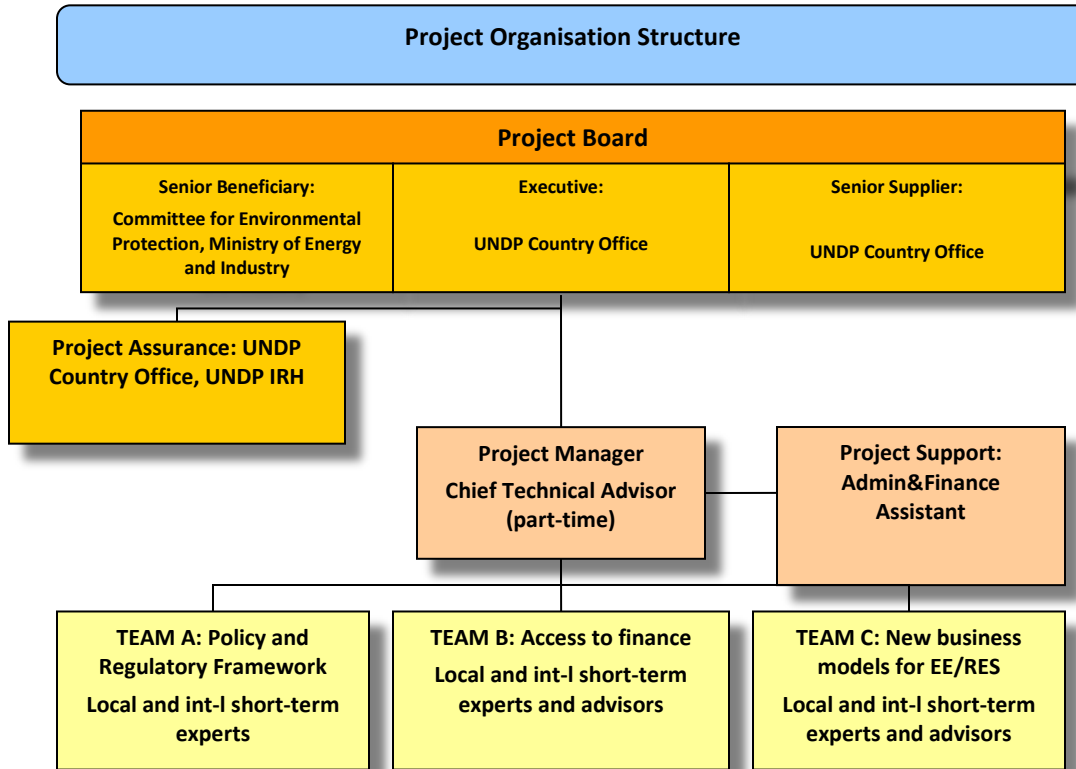 Project Organisation Structure
Project Board
Senior Beneficiary:
Committee for Environmental
Protection, Ministry of Energy
and Industry
Executive:
UNDP Country Office
Senior Supplier:
UNDP Country Office
Project Assurance: UNDP
Country Office, UNDP IRH
Project Manager
Chief Technical Advisor
(part-time)
Project Support:
Admin&Finance
Assistant
TEAM A: Policy and
Regulatory Framework
Local and int-l short-term
experts
TEAM B: Access to finance
Local and int-l short-term
experts and advisors
TEAM C: New business
models for EE/RES
Local and int-l short-term
experts and advisors